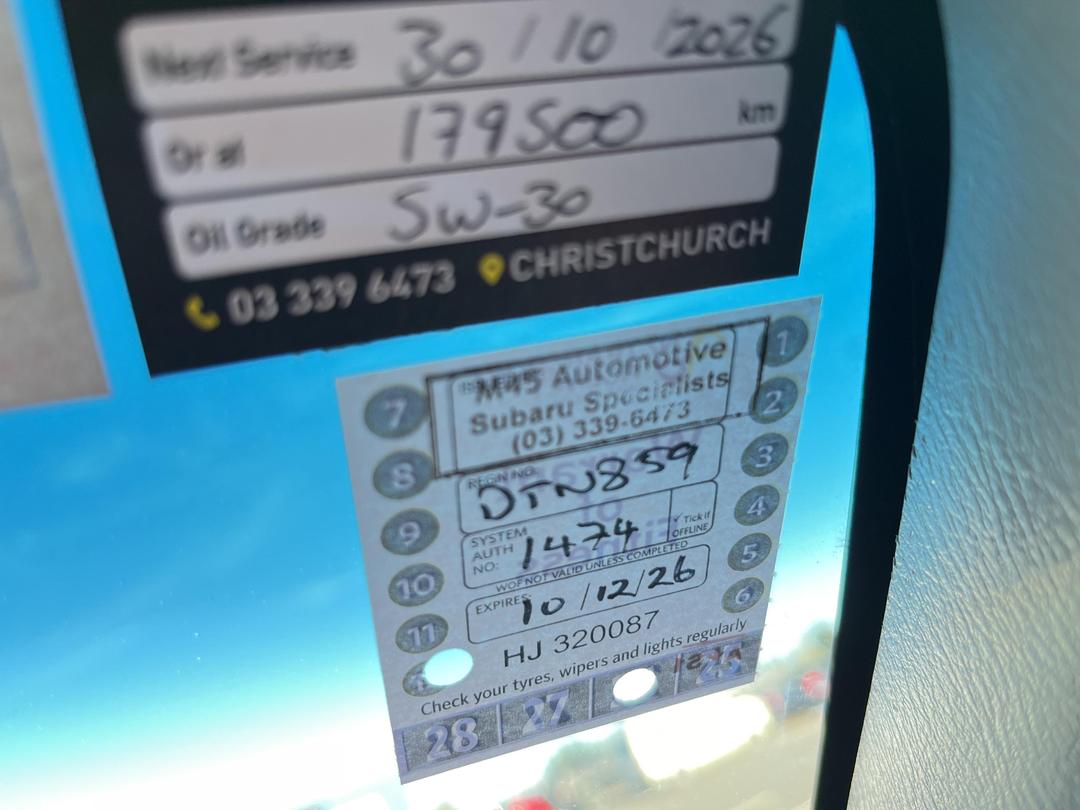 Next Service 30/10/2026
Or at 179500 km
Oil Grade 5W-30
03 339 6473 CHRISTCHURCH
Automotive
Subaru Specialists
(03) 339-6473
REGN NO.
DTN859
SYSTEM AUTH NO: 1474 Tick if OFFLINE
WOF NOT VALID UNLESS COMPLETED
EXPIRES: 10/12/26
HJ 320087
Check your tyres, wipers and lights regularly
7 8 9 10 11
1 2 3 4 5 6
28 27 25